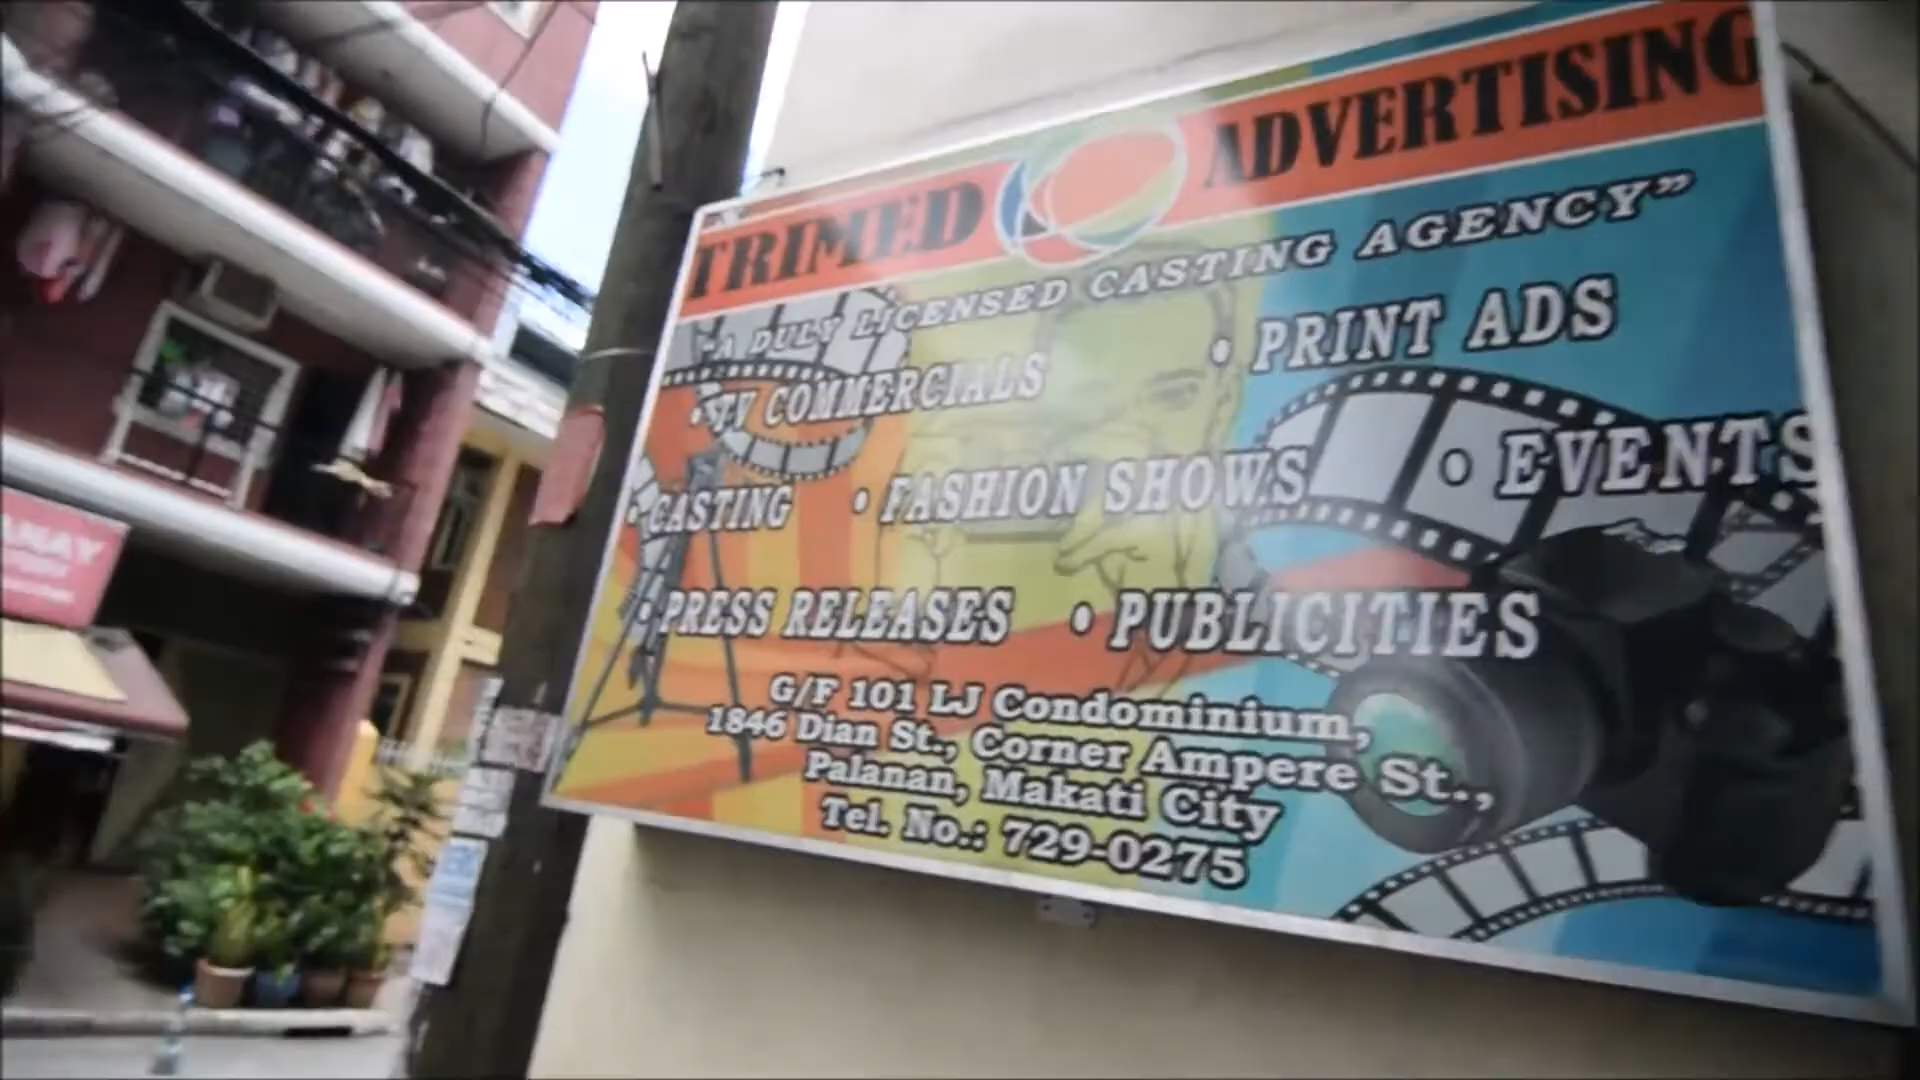 TRIMED ADVERTISING
"A DULY LICENSED CASTING AGENCY"
• TV COMMERCIALS • PRINT ADS
• CASTING • FASHION SHOWS • EVENTS
• PRESS RELEASES • PUBLICITIES
G/F 101 LJ Condominium,
1846 Dian St., Corner Ampere St.,
Palanan, Makati City
Tel. No.: 729-0275